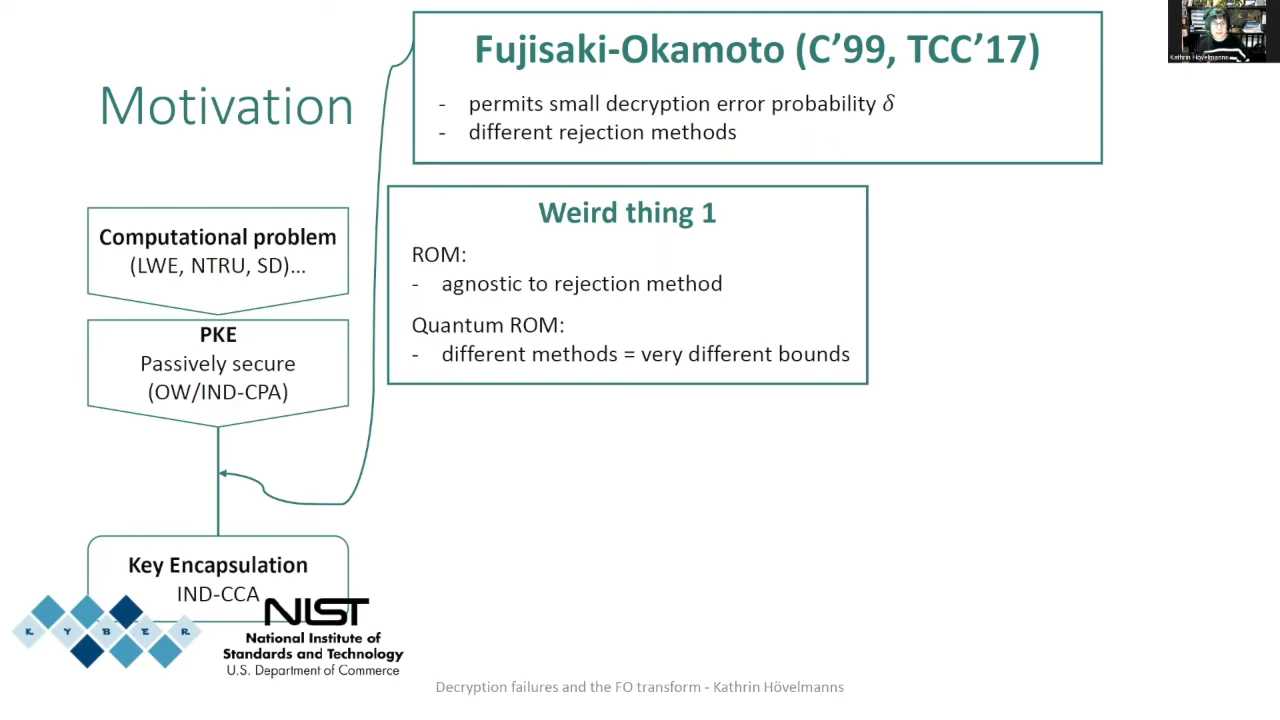 Motivation
Fujisaki-Okamoto (C’99, TCC’17)
- permits small decryption error probability δ
- different rejection methods
Weird thing 1
ROM:
- agnostic to rejection method
Quantum ROM:
- different methods = very different bounds
Computational problem
(LWE, NTRU, SD)...
PKE
Passively secure
(OW/IND-CPA)
Key Encapsulation
IND-CCA
K Y B E R
NIST
National Institute of
Standards and Technology
U.S. Department of Commerce
Decryption failures and the FO transform - Kathrin Hövelmanns
Kathrin Hövelmanns